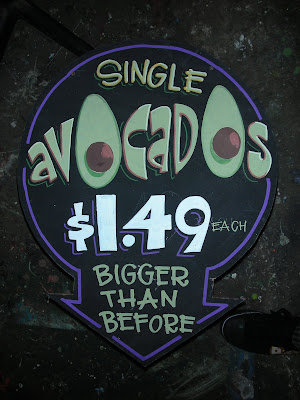 SINGLE
avOcadOs
$1.49 EACH
BIGGER
THAN
BEFORE